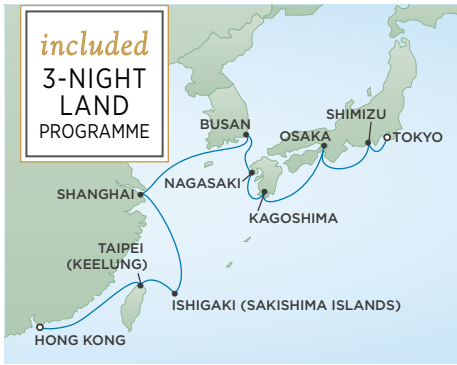 included
3-NIGHT
LAND
PROGRAMME
SHIMIZU
BUSAN
OSAKA
TOKYO
NAGASAKI
SHANGHAI
KAGOSHIMA
TAIPEI
(KEELUNG)
ISHIGAKI (SAKISHIMA ISLANDS)
HONG KONG